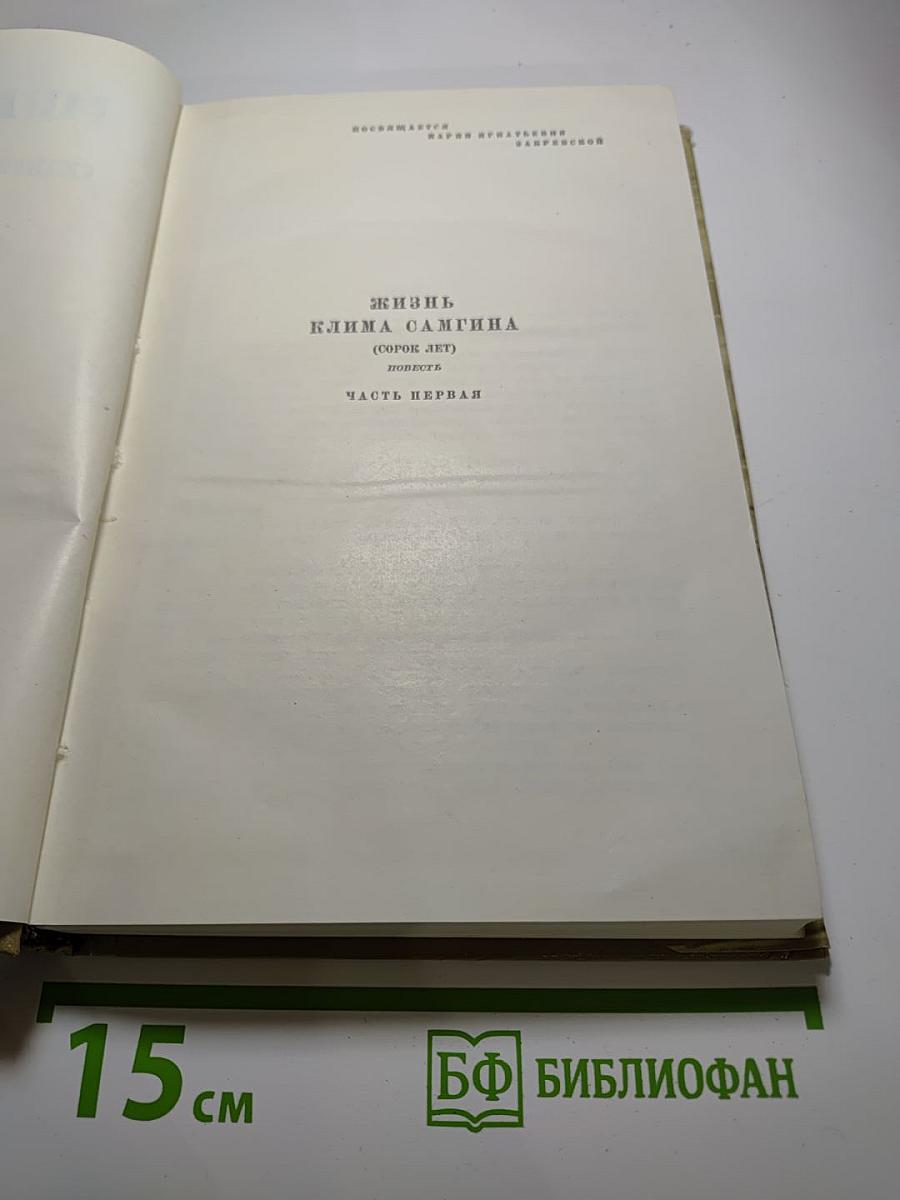 ПОСВЯЩАЕТСЯ
МАРИИ ИГНАТЬЕВНЕ
ЗАКРЕВСКОЙ
ЖИЗНЬ
КЛИМА САМГИНА
(СОРОК ЛЕТ)
ПОВЕСТЬ
ЧАСТЬ ПЕРВАЯ
15 см
БФ БИБЛИОФАН